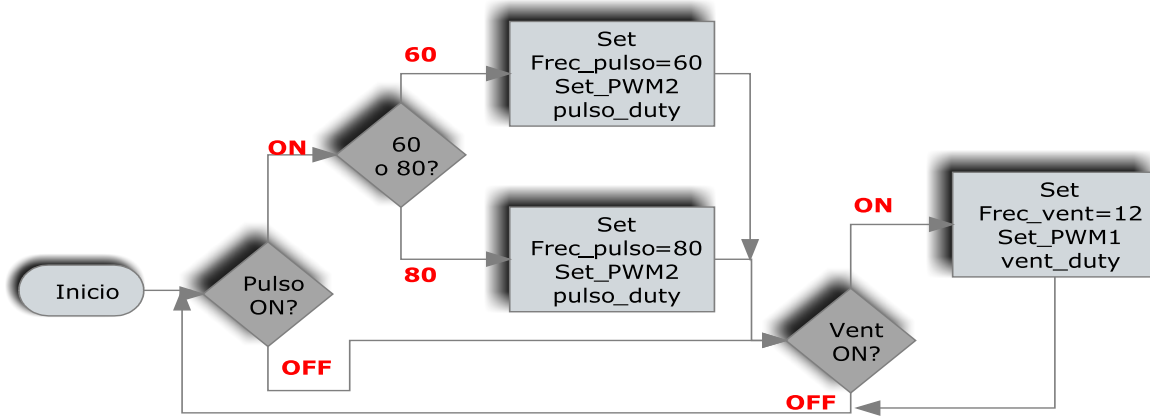 Inicio
Pulso
ON?
ON
OFF
60
o 80?
60
80
Set
Frec_pulso=60
Set_PWM2
pulso_duty
Set
Frec_pulso=80
Set_PWM2
pulso_duty
Vent
ON?
ON
OFF
Set
Frec_vent=12
Set_PWM1
vent_duty